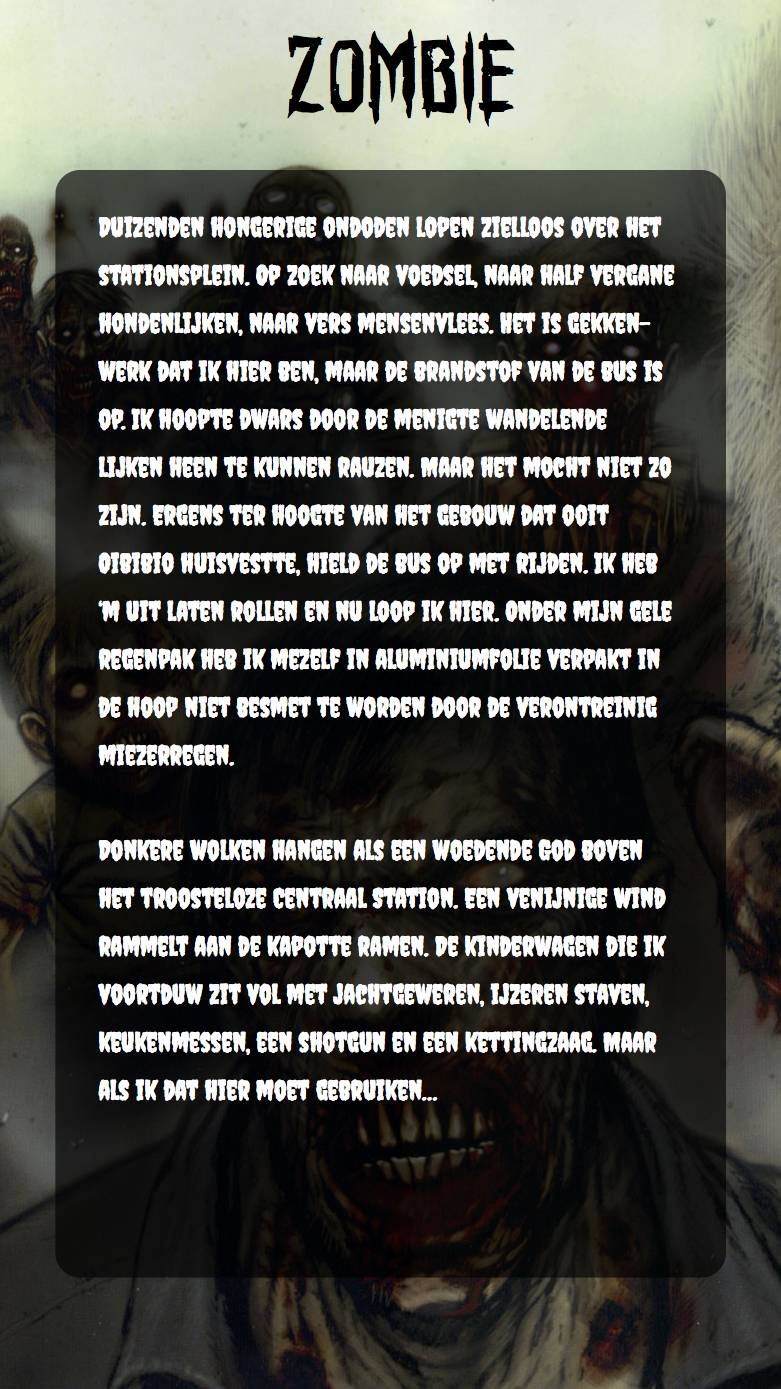 ZOMBIE
DUIZENDEN HONGERIGE ONDODEN LOPEN ZIELLOOS OVER HET
STATIONSPLEIN. OP ZOEK NAAR VOEDSEL, NAAR HALF VERGANE
HONDENLIJKEN, NAAR VERS MENSENVLEES. HET IS GEKKEN-
WERK DAT IK HIER BEN, MAAR DE BRANDSTOF VAN DE BUS IS
OP. IK HOOPTE DWARS DOOR DE MENIGTE WANDELENDE
LIJKEN HEEN TE KUNNEN RAUZEN. MAAR HET MOCHT NIET ZO
ZIJN. ERGENS TER HOOGTE VAN HET GEBOUW DAT OOIT
OIBIBIO HUISVESTTE, HIELD DE BUS OP MET RIJDEN. IK HEB
'M UIT LATEN ROLLEN EN NU LOOP IK HIER. ONDER MIJN GELE
REGENPAK HEB IK MEZELF IN ALUMINIUMFOLIE VERPAKT IN
DE HOOP NIET BESMET TE WORDEN DOOR DE VERONTREINIG
MIEZERREGEN.
DONKERE WOLKEN HANGEN ALS EEN WOEDENDE GOD BOVEN
HET TROOSTELOZE CENTRAAL STATION. EEN VENIJNIGE WIND
RAMMELT AAN DE KAPOTTE RAMEN. DE KINDERWAGEN DIE IK
VOORTDUW ZIT VOL MET JACHTGEWEREN, IJZEREN STAVEN,
KEUKENMESSEN, EEN SHOTGUN EN EEN KETTINGZAAG. MAAR
ALS IK DAT HIER MOET GEBRUIKEN...